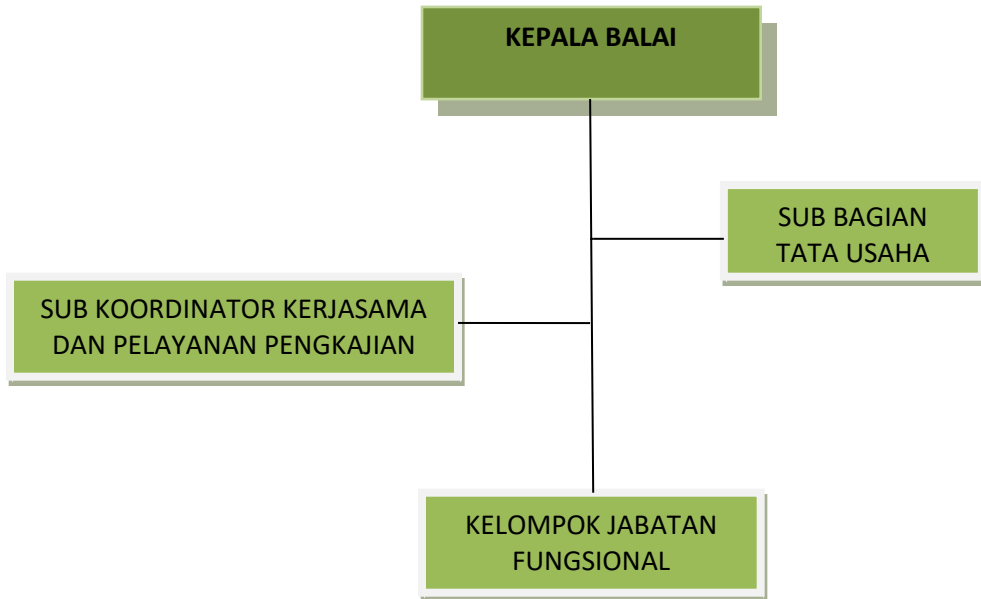 KEPALA BALAI
SUB BAGIAN
TATA USAHA
SUB KOORDINATOR KERJASAMA
DAN PELAYANAN PENGKAJIAN
KELOMPOK JABATAN
FUNGSIONAL